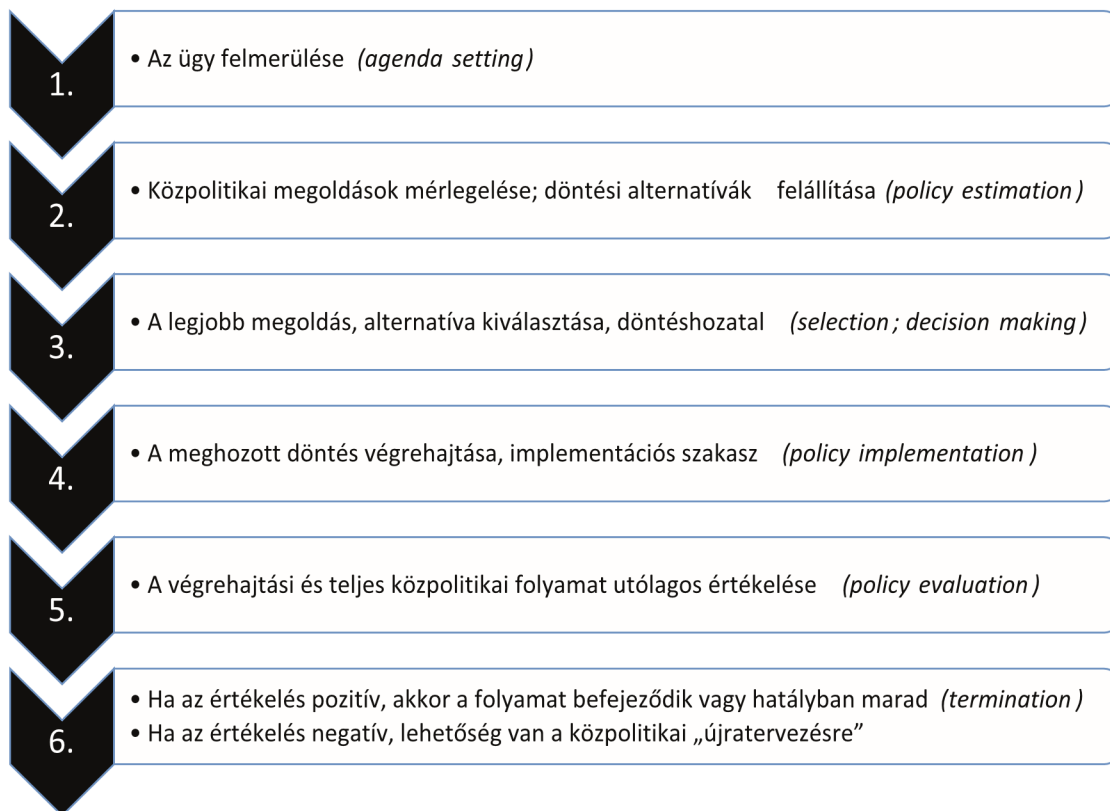 1.
• Az ügy felmerülése (agenda setting)
2.
• Közpolitikai megoldások mérlegelése; döntési alternatívák felállítása (policy estimation)
3.
• A legjobb megoldás, alternatíva kiválasztása, döntéshozatal (selection; decision making)
4.
• A meghozott döntés végrehajtása, implementációs szakasz (policy implementation)
5.
• A végrehajtási és teljes közpolitikai folyamat utólagos értékelése (policy evaluation)
6.
• Ha az értékelés pozitív, akkor a folyamat befejeződik vagy hatályban marad (termination)
• Ha az értékelés negatív, lehetőség van a közpolitikai „újratervezésre”